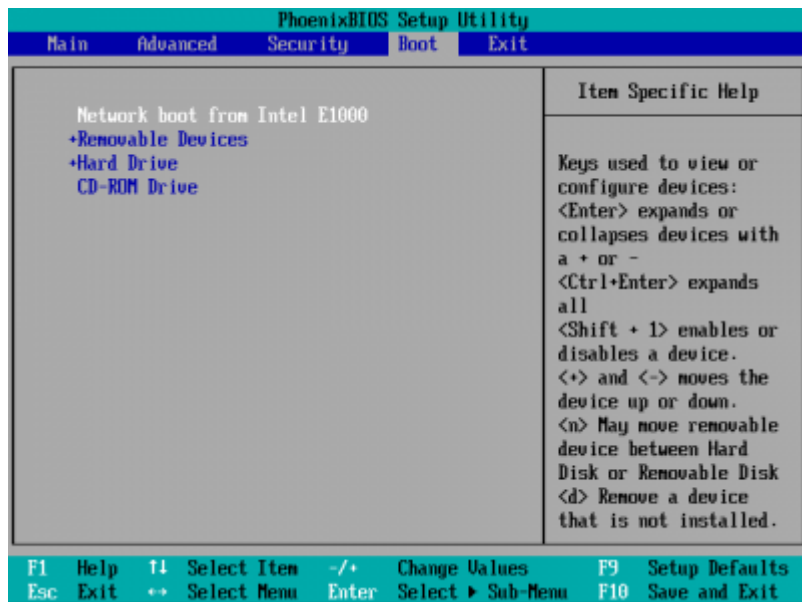 PhoenixBIOS Setup Utility
Main Advanced Security Boot Exit
Network boot from Intel E1000
+Removable Devices
+Hard Drive
CD-ROM Drive
Item Specific Help
Keys used to view or
configure devices:
<Enter> expands or
collapses devices with
a + or -
<Ctrl+Enter> expands
all
<Shift + 1> enables or
disables a device.
<+> and <-> moves the
device up or down.
<n> May move removable
device between Hard
Disk or Removable Disk
<d> Remove a device
that is not installed.
F1 Help ↑↓ Select Item -/+ Change Values F9 Setup Defaults
Esc Exit ↔ Select Menu Enter Select ▶ Sub-Menu F10 Save and Exit